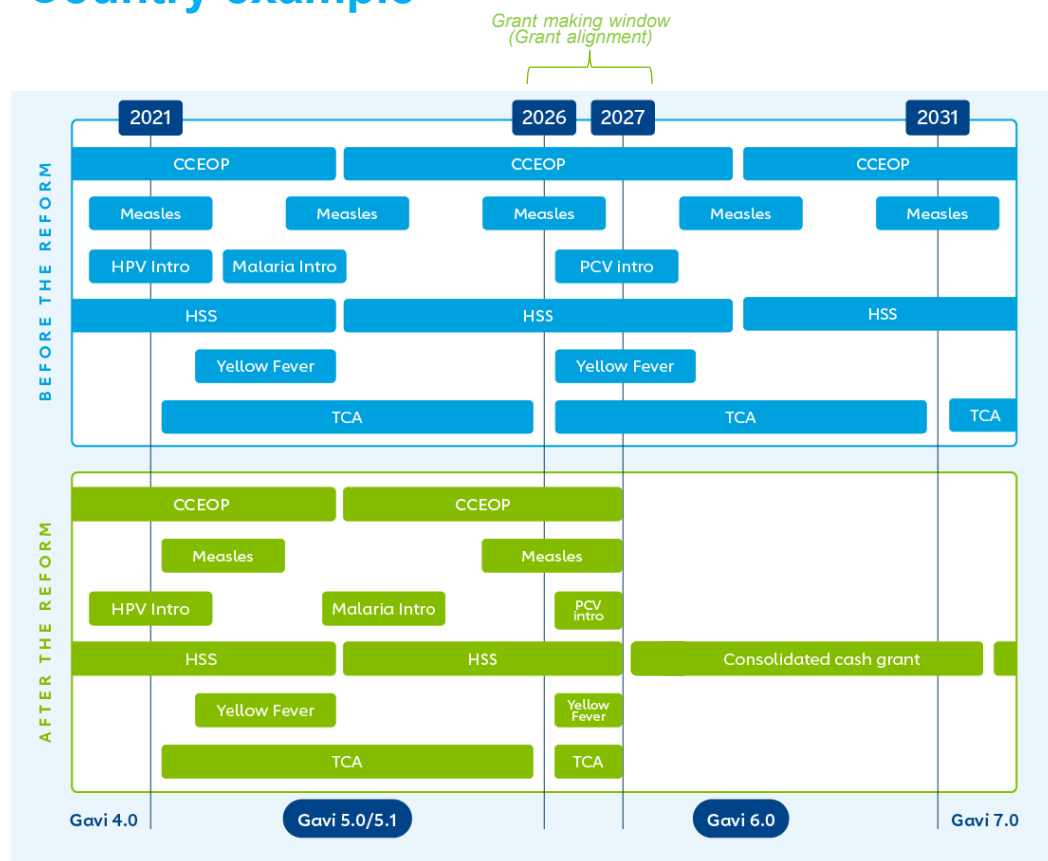 Country example
Grant making window
(Grant alignment)
2021
2026
2027
2031
BEFORE THE REFORM
CCEOP
CCEOP
CCEOP
Measles
Measles
Measles
Measles
Measles
HPV Intro
Malaria Intro
PCV intro
HSS
HSS
HSS
Yellow Fever
Yellow Fever
TCA
TCA
TCA
AFTER THE REFORM
CCEOP
CCEOP
Measles
Measles
HPV Intro
Malaria Intro
PCV
intro
HSS
HSS
Consolidated cash grant
Yellow Fever
Yellow
Fever
TCA
TCA
Gavi 4.0
Gavi 5.0/5.1
Gavi 6.0
Gavi 7.0